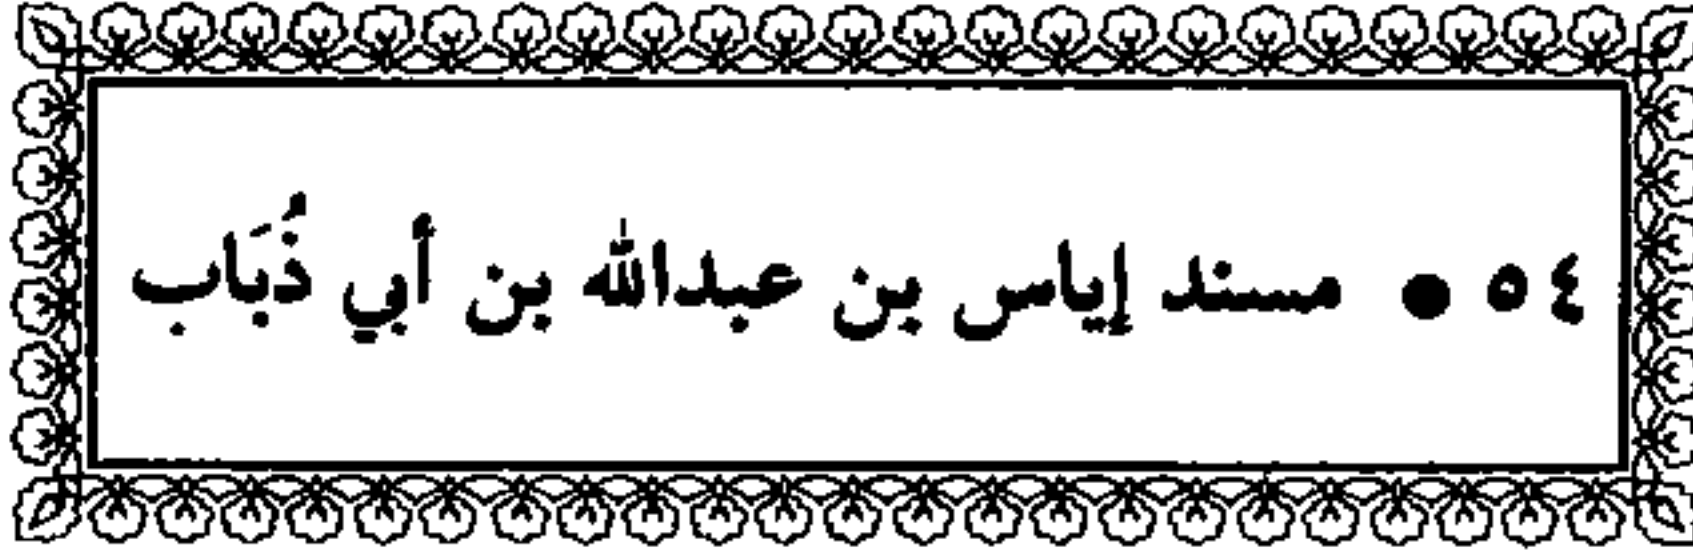 ٥٤ ● مسند إياس بن عبدالله بن أبي ذُبَاب